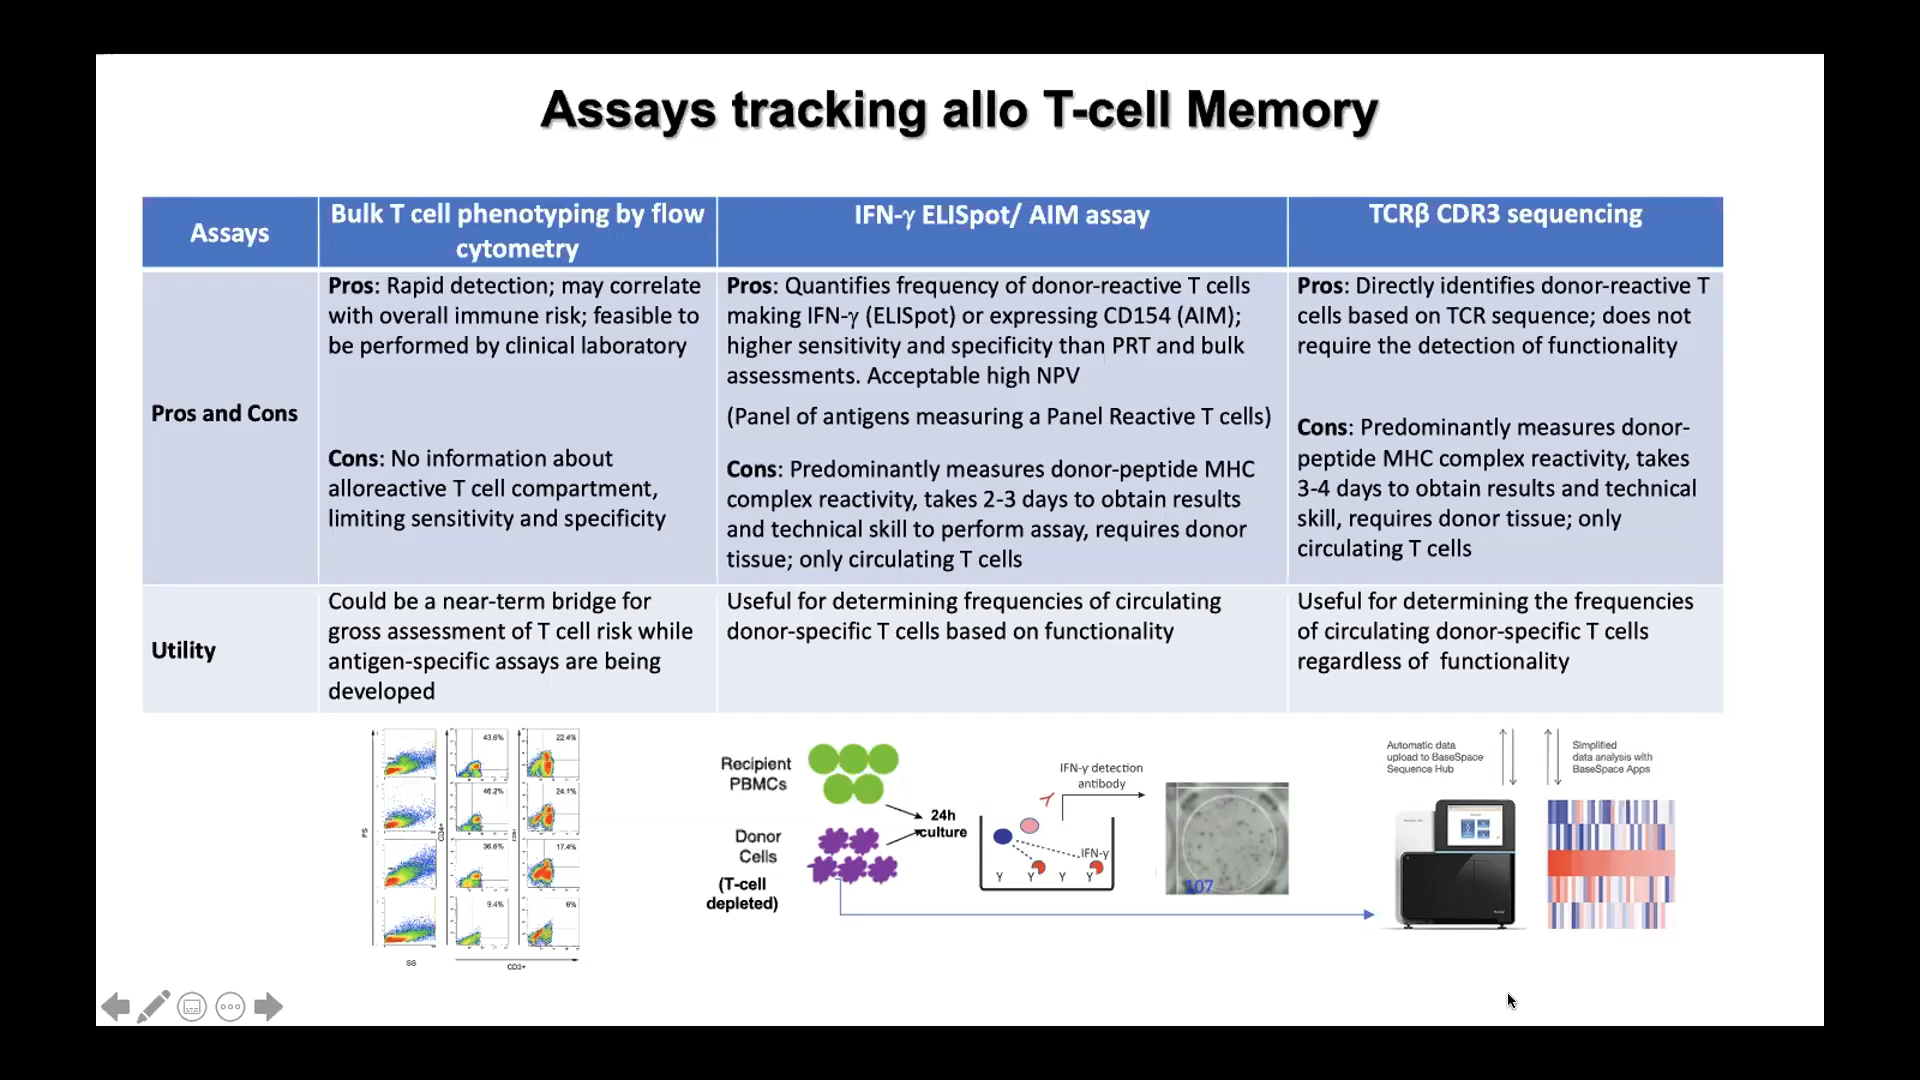 Assays tracking allo T-cell Memory
Assays
Bulk T cell phenotyping by flow
cytometry
IFN-γ ELISpot/ AIM assay
TCRβ CDR3 sequencing
Pros and Cons
Pros: Rapid detection; may correlate
with overall immune risk; feasible to
be performed by clinical laboratory
Cons: No information about
alloreactive T cell compartment,
limiting sensitivity and specificity
Pros: Quantifies frequency of donor-reactive T cells
making IFN-γ (ELISpot) or expressing CD154 (AIM);
higher sensitivity and specificity than PRT and bulk
assessments. Acceptable high NPV
(Panel of antigens measuring a Panel Reactive T cells)
Cons: Predominantly measures donor-peptide MHC
complex reactivity, takes 2-3 days to obtain results
and technical skill to perform assay, requires donor
tissue; only circulating T cells
Pros: Directly identifies donor-reactive T
cells based on TCR sequence; does not
require the detection of functionality
Cons: Predominantly measures donor-
peptide MHC complex reactivity, takes
3-4 days to obtain results and technical
skill, requires donor tissue; only
circulating T cells
Utility
Could be a near-term bridge for
gross assessment of T cell risk while
antigen-specific assays are being
developed
Useful for determining frequencies of circulating
donor-specific T cells based on functionality
Useful for determining the frequencies
of circulating donor-specific T cells
regardless of functionality
43.6%
22.4%
46.2%
24.1%
36.6%
17.4%
9.4%
6%
FS
CD4+
SS
CD3+
Recipient
PBMCs
Donor
Cells
(T-cell
depleted)
24h
culture
IFN-γ detection
antibody
IFN-γ
Y Y Y Y
107
Automatic data
upload to BaseSpace
Sequence Hub
Simplified
data analysis with
BaseSpace Apps